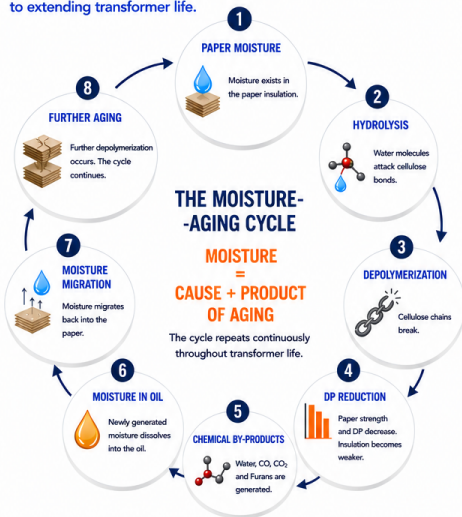 to extending transformer life.
1
PAPER MOISTURE
Moisture exists in
the paper insulation.
2
HYDROLYSIS
Water molecules
attack cellulose
bonds.
3
DEPOLYMERIZATION
Cellulose chains
break.
4
DP REDUCTION
Paper strength
and DP decrease.
Insulation becomes
weaker.
5
CHEMICAL BY-PRODUCTS
Water, CO, CO₂
and Furans are
generated.
6
MOISTURE IN OIL
Newly generated
moisture dissolves
into the oil.
7
MOISTURE
MIGRATION
Moisture migrates
back into the
paper.
8
FURTHER AGING
Further depolymerization
occurs. The cycle
continues.
THE MOISTURE-
-AGING CYCLE
MOISTURE
=
CAUSE + PRODUCT
OF AGING
The cycle repeats continuously
throughout transformer life.